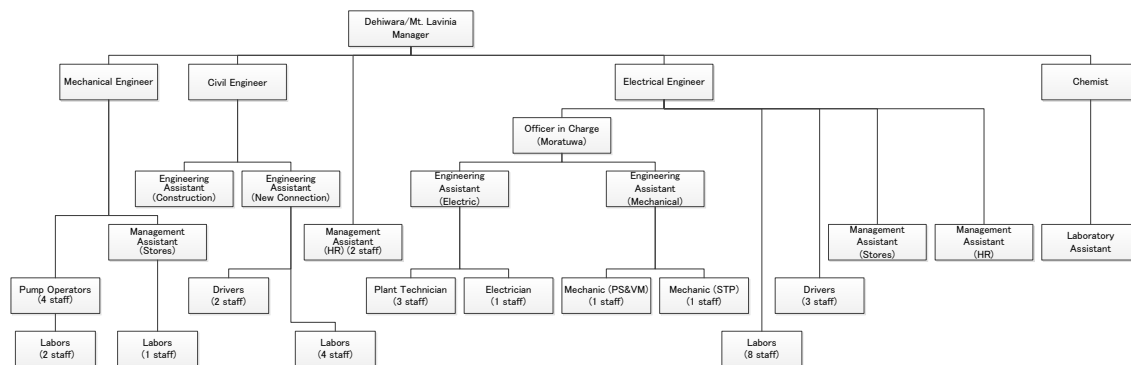 Dehiwara/Mt. Lavinia
Manager
Mechanical Engineer
Civil Engineer
Electrical Engineer
Chemist
Officer in Charge
(Moratuwa)
Engineering
Assistant
(Construction)
Engineering
Assistant
(New Connection)
Engineering
Assistant
(Electric)
Engineering
Assistant
(Mechanical)
Management
Assistant
(Stores)
Management
Assistant
(HR) (2 staff)
Management
Assistant
(Stores)
Management
Assistant
(HR)
Laboratory
Assistant
Pump Operators
(4 staff)
Drivers
(2 staff)
Plant Technician
(3 staff)
Electrician
(1 staff)
Mechanic (PS&VM)
(1 staff)
Mechanic (STP)
(1 staff)
Drivers
(3 staff)
Labors
(2 staff)
Labors
(1 staff)
Labors
(4 staff)
Labors
(8 staff)